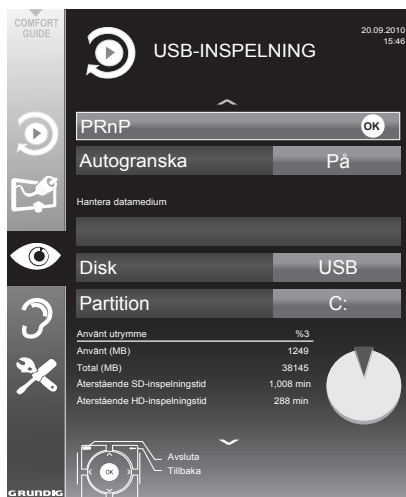 COMFORT
GUIDE
USB-INSPELNING
20.09.2010
15:46
PRnP
OK
Autogranska
På
Hantera datamedium
Disk
USB
Partition
C:
Använt utrymme
%3
Använt (MB)
1249
Total (MB)
38145
Återstående SD-inspelningstid
1,008 min
Återstående HD-inspelningstid
288 min
Avsluta
Tillbaka
OK
GRUNDIG